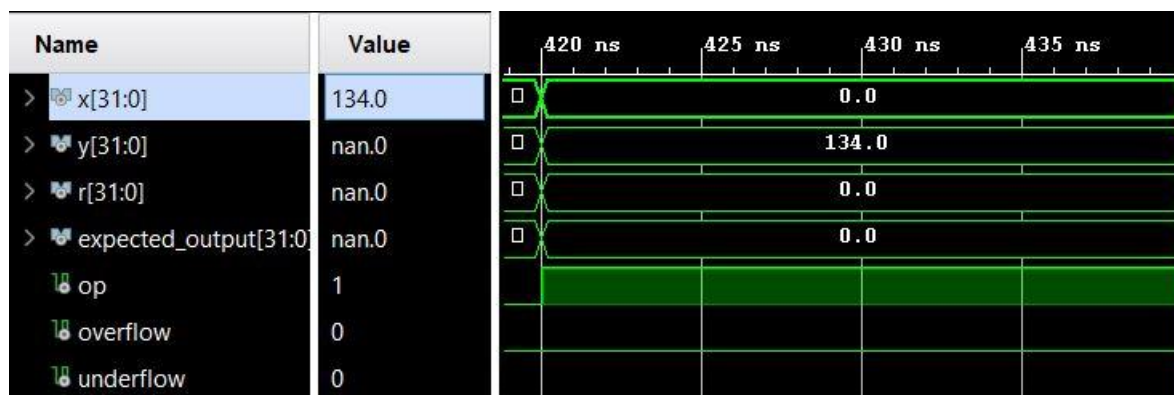 Name Value 420 ns 425 ns 430 ns 435 ns
x[31:0] 134.0 0.0
y[31:0] nan.0 134.0
r[31:0] nan.0 0.0
expected_output[31:0] nan.0 0.0
op 1
overflow 0
underflow 0